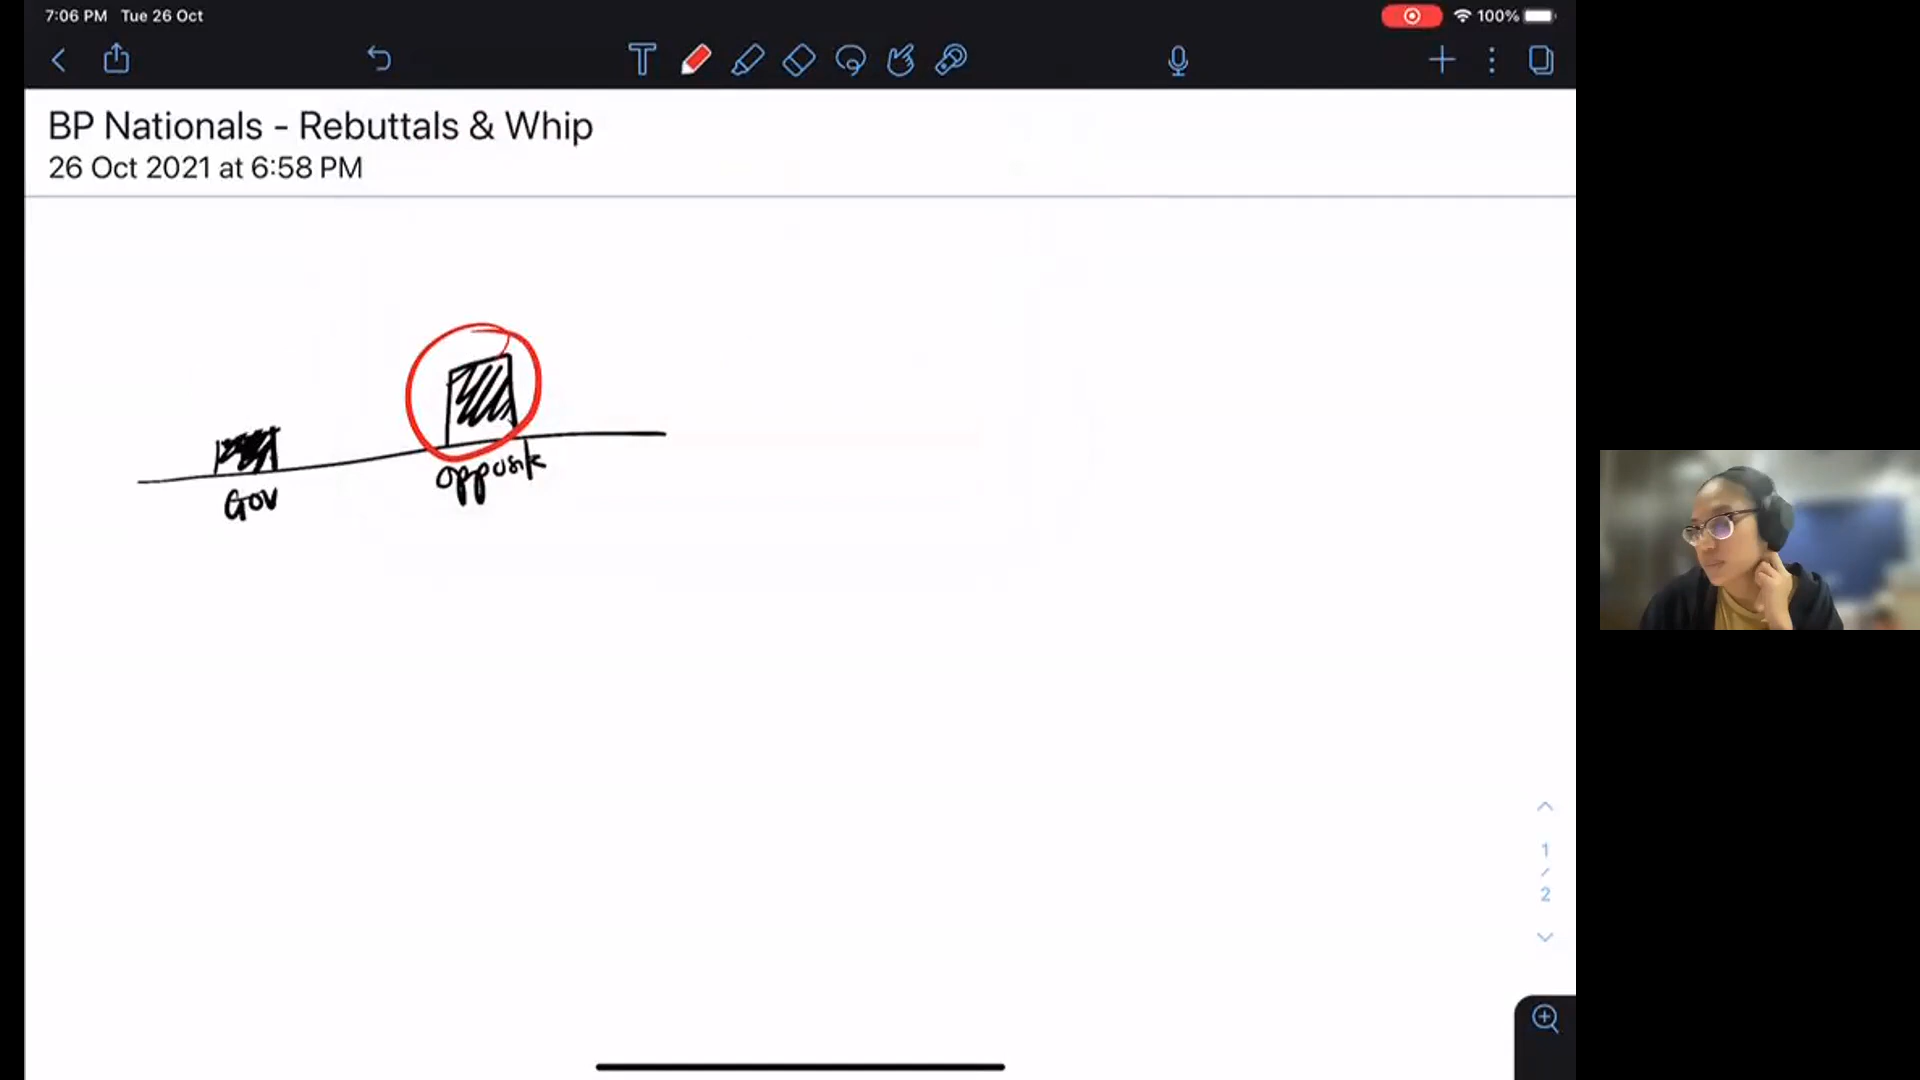 7:06 PM Tue 26 Oct
100%
BP Nationals - Rebuttals & Whip
26 Oct 2021 at 6:58 PM
Gov
1
/
2